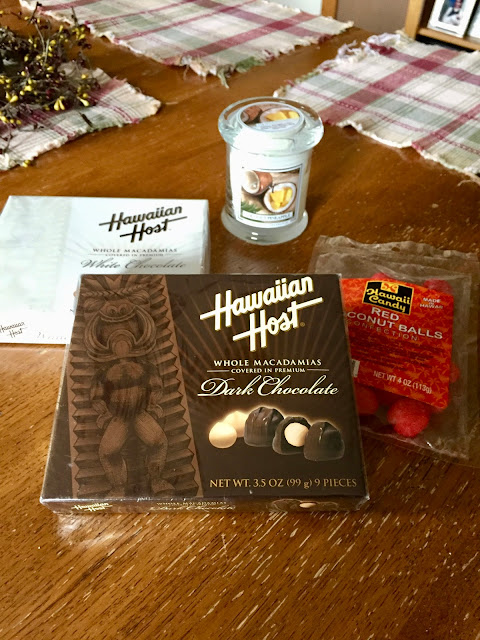 Hawaiian
Host®
WHOLE MACADAMIAS
COVERED IN PREMIUM
White Chocolate
Hawaiian
Host®
WHOLE MACADAMIAS
COVERED IN PREMIUM
Dark Chocolate
NET WT. 3.5 OZ (99 g) 9 PIECES
Hawaii
Candy
MADE
IN
HAWAII
RED
CONUT BALLS
COLLECTION
NET WT 4 OZ (113g)